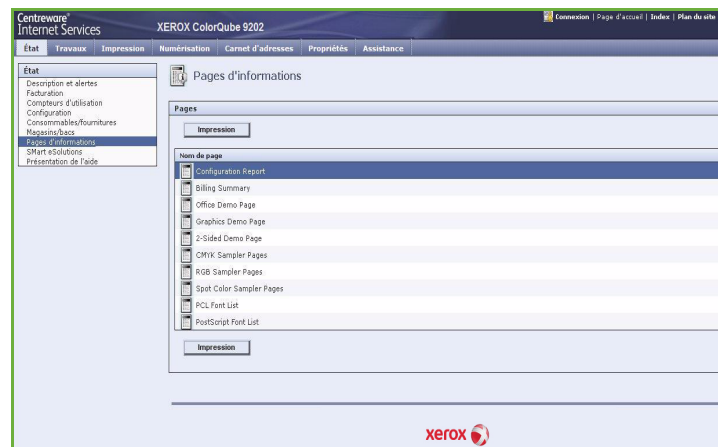 Centreware®
Internet Services
XEROX ColorQube 9202
Connexion | Page d'accueil | Index | Plan du site
État Travaux Impression Numérisation Carnet d'adresses Propriétés Assistance
État
Description et alertes
Facturation
Compteurs d'utilisation
Configuration
Consommables/fournitures
Magasins/bacs
Pages d'informations
SMart eSolutions
Présentation de l'aide
Pages d'informations
Pages
Impression
Nom de page
Configuration Report
Billing Summary
Office Demo Page
Graphics Demo Page
2-Sided Demo Page
CMYK Sampler Pages
RGB Sampler Pages
Spot Color Sampler Pages
PCL Font List
PostScript Font List
Impression
xerox